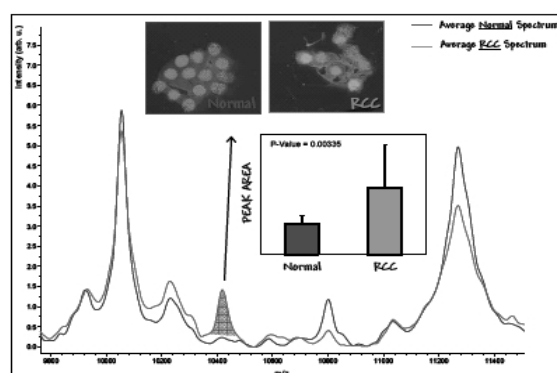 Average Normal Spectrum
Average RCC Spectrum
Intensity (arb. u.)
7.5
7.0
6.5
6.0
5.5
5.0
4.5
4.0
3.5
3.0
2.5
2.0
1.5
1.0
0.5
0.0
Normal
RCC
P-Value = 0.00335
PEAK AREA
Normal
RCC
9800
10000
10200
10400
10600
10800
11000
11200
11400